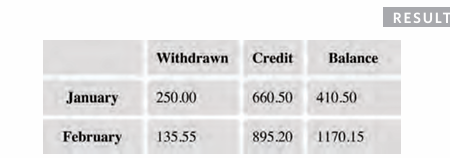 RESULT
Withdrawn Credit Balance
January 250.00 660.50 410.50
February 135.55 895.20 1170.15